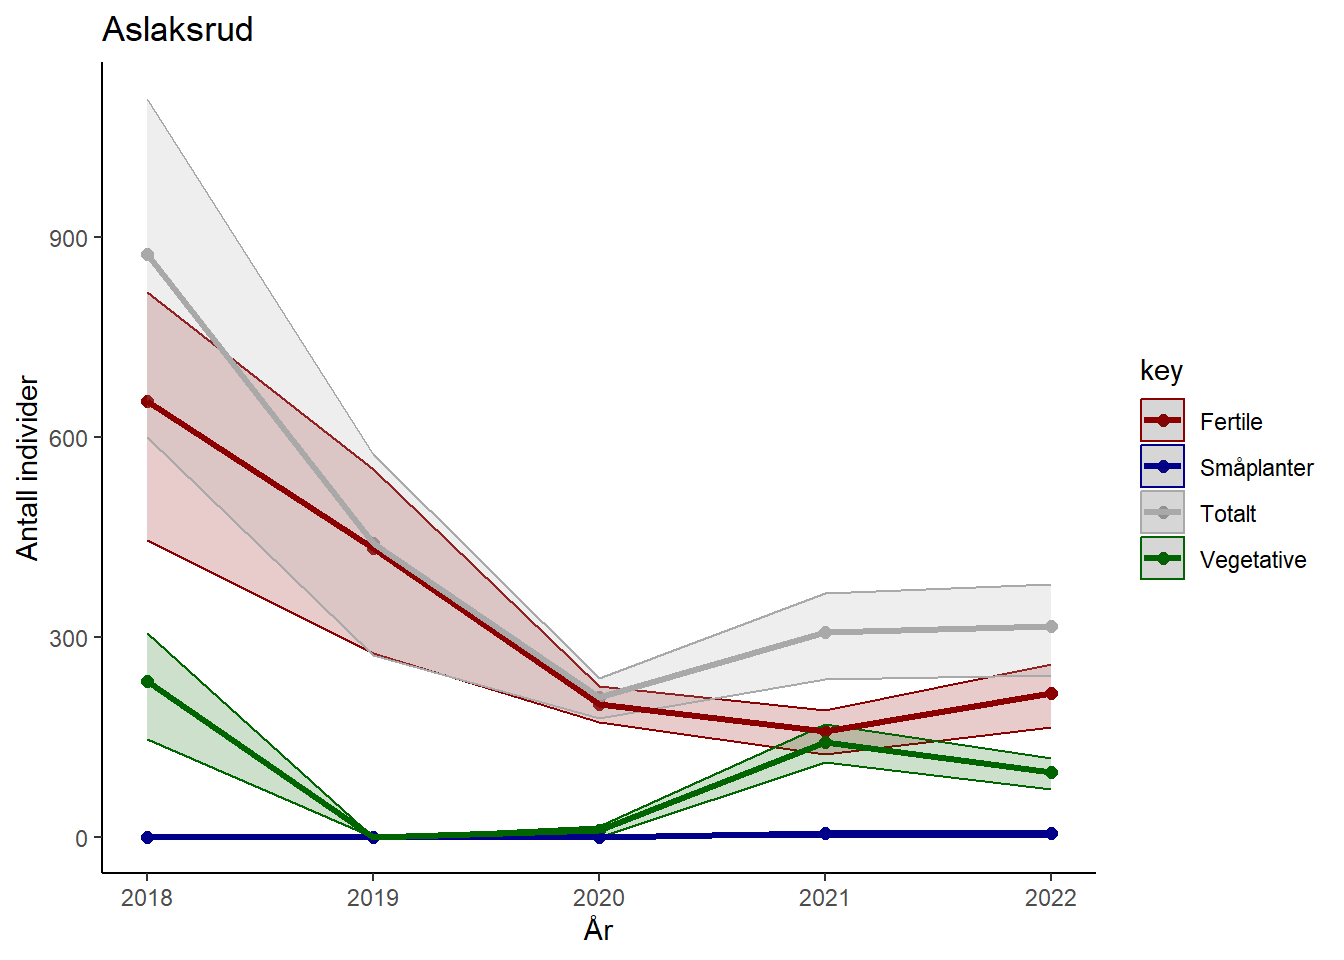 Aslaksrud
Antall individer
900
600
300
0
2018
2019
2020
2021
2022
År
key
Fertile
Småplanter
Totalt
Vegetative